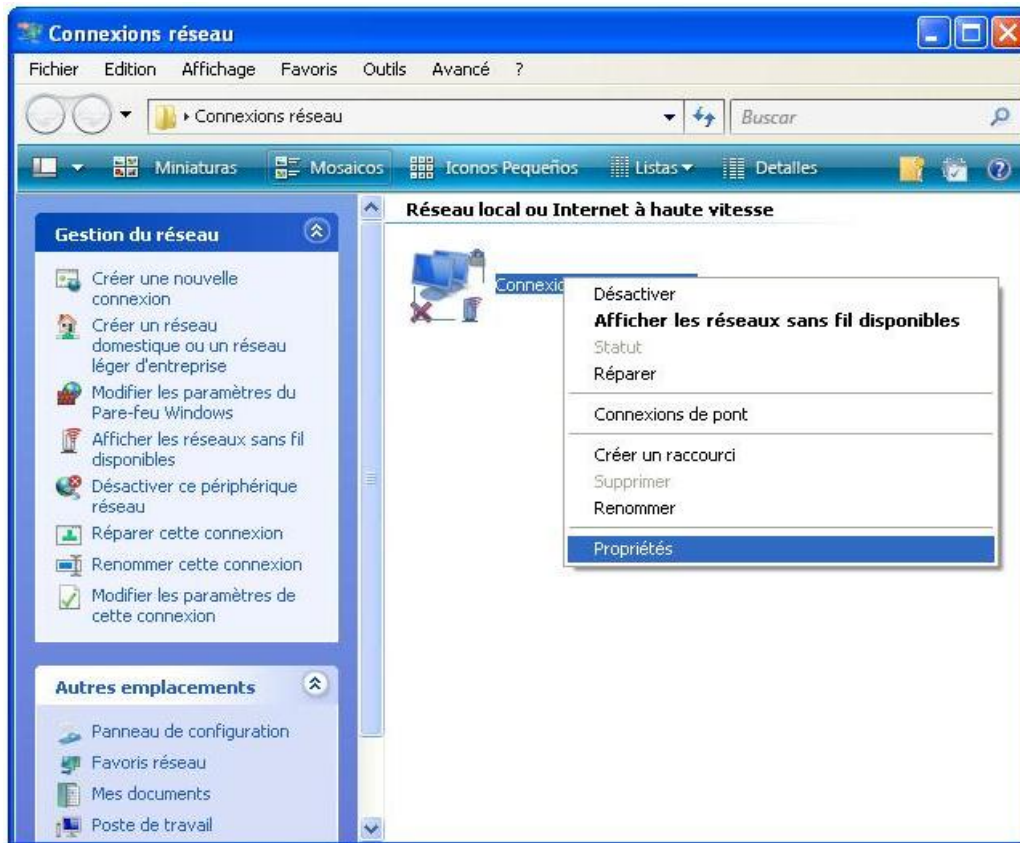 Connexions réseau
Fichier Edition Affichage Favoris Outils Avancé ?
Connexions réseau
Buscar
Miniaturas Mosaicos Iconos Pequeños Listas Detalles
Gestion du réseau
Créer une nouvelle
connexion
Créer un réseau
domestique ou un réseau
léger d'entreprise
Modifier les paramètres du
Pare-feu Windows
Afficher les réseaux sans fil
disponibles
Désactiver ce périphérique
réseau
Réparer cette connexion
Renommer cette connexion
Modifier les paramètres de
cette connexion
Autres emplacements
Panneau de configuration
Favoris réseau
Mes documents
Poste de travail
Réseau local ou Internet à haute vitesse
Désactiver
Afficher les réseaux sans fil disponibles
Statut
Réparer
Connexions de pont
Créer un raccourci
Supprimer
Renommer
Propriétés